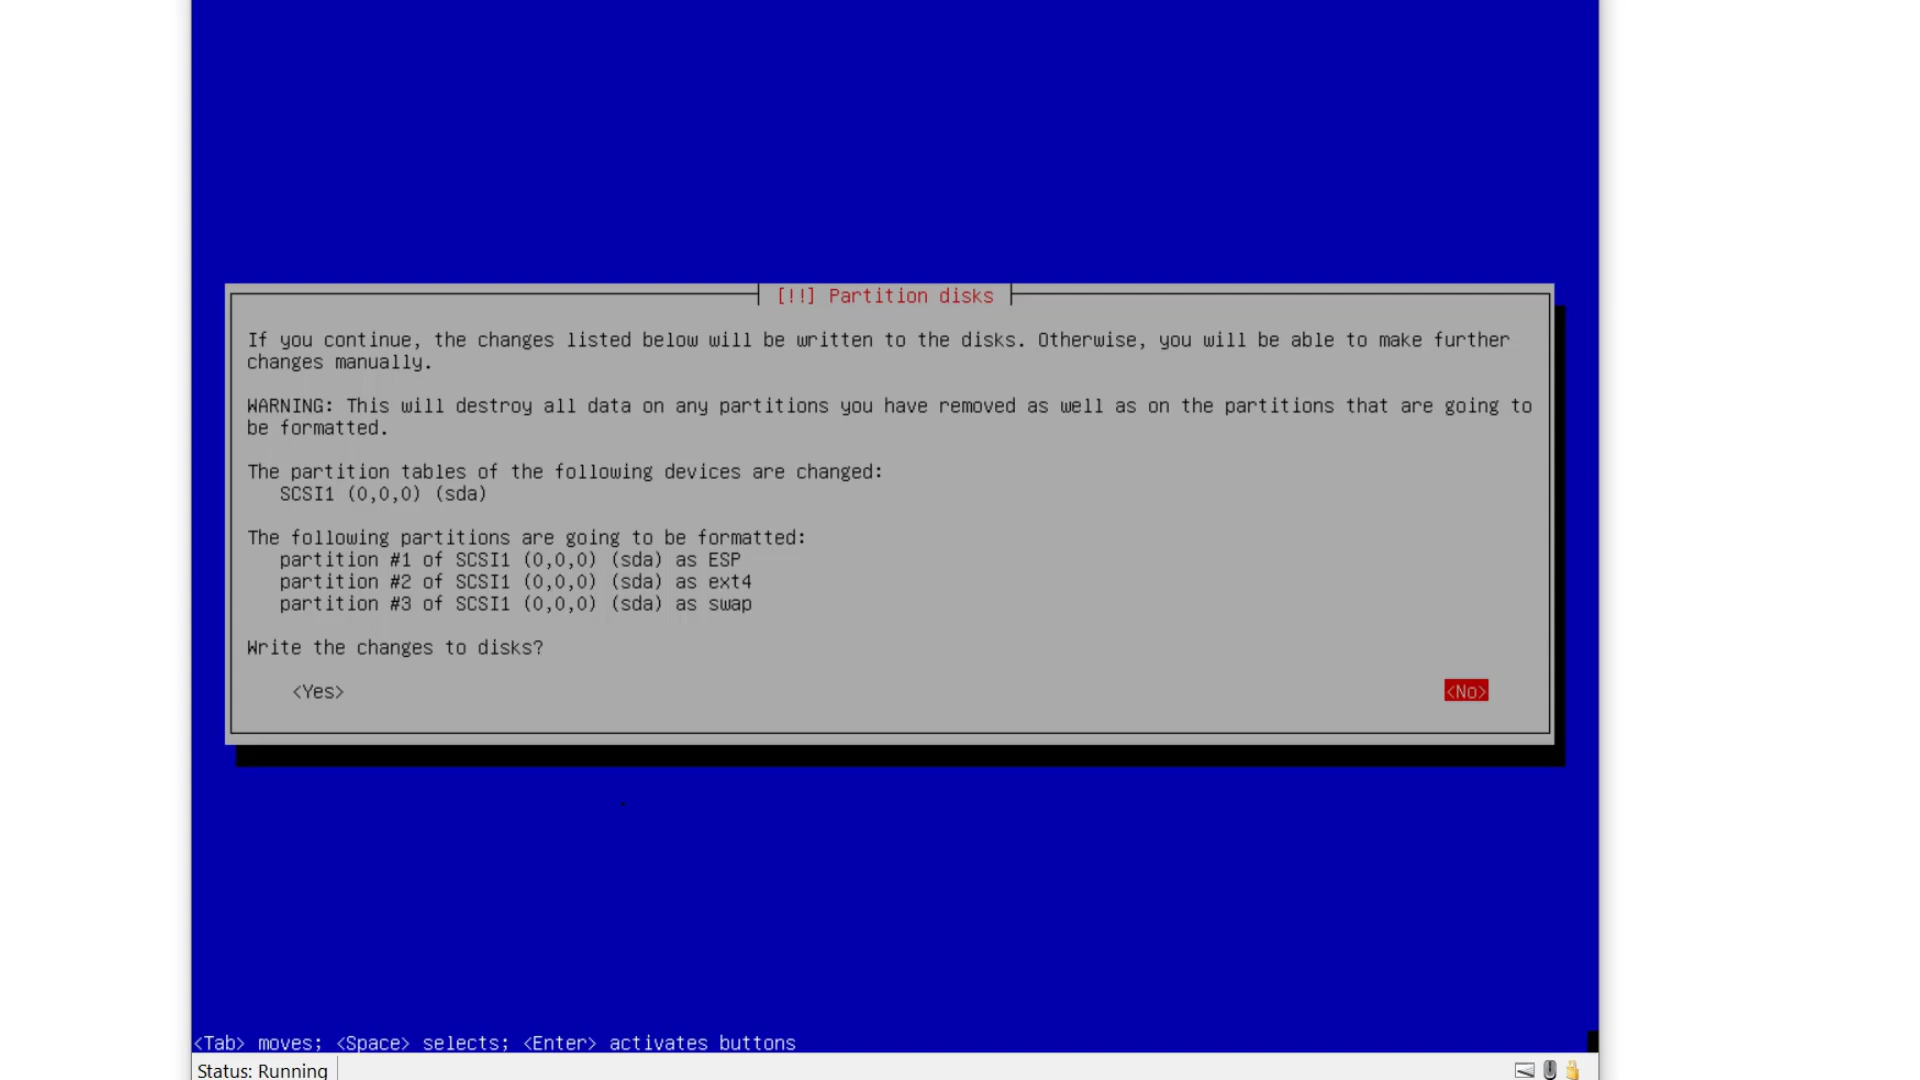 [!!] Partition disks
If you continue, the changes listed below will be written to the disks. Otherwise, you will be able to make further
changes manually.
WARNING: This will destroy all data on any partitions you have removed as well as on the partitions that are going to
be formatted.
The partition tables of the following devices are changed:
SCSI1 (0,0,0) (sda)
The following partitions are going to be formatted:
partition #1 of SCSI1 (0,0,0) (sda) as ESP
partition #2 of SCSI1 (0,0,0) (sda) as ext4
partition #3 of SCSI1 (0,0,0) (sda) as swap
Write the changes to disks?
<Yes> <No>
<Tab> moves; <Space> selects; <Enter> activates buttons
Status: Running